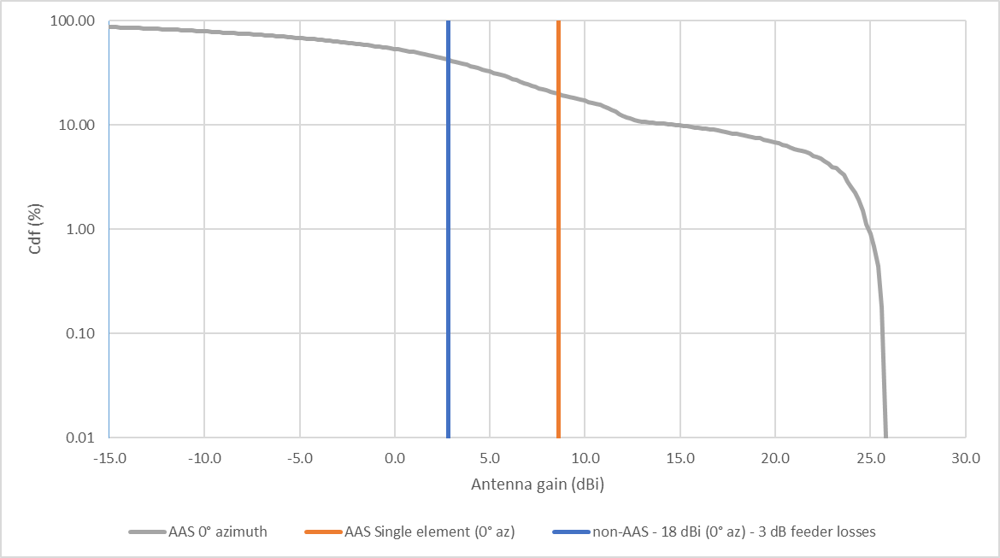 100.00
10.00
1.00
0.10
0.01
Cdf (%)
-15.0 -10.0 -5.0 0.0 5.0 10.0 15.0 20.0 25.0 30.0
Antenna gain (dBi)
AAS 0° azimuth AAS Single element (0° az) non-AAS - 18 dBi (0° az) - 3 dB feeder losses